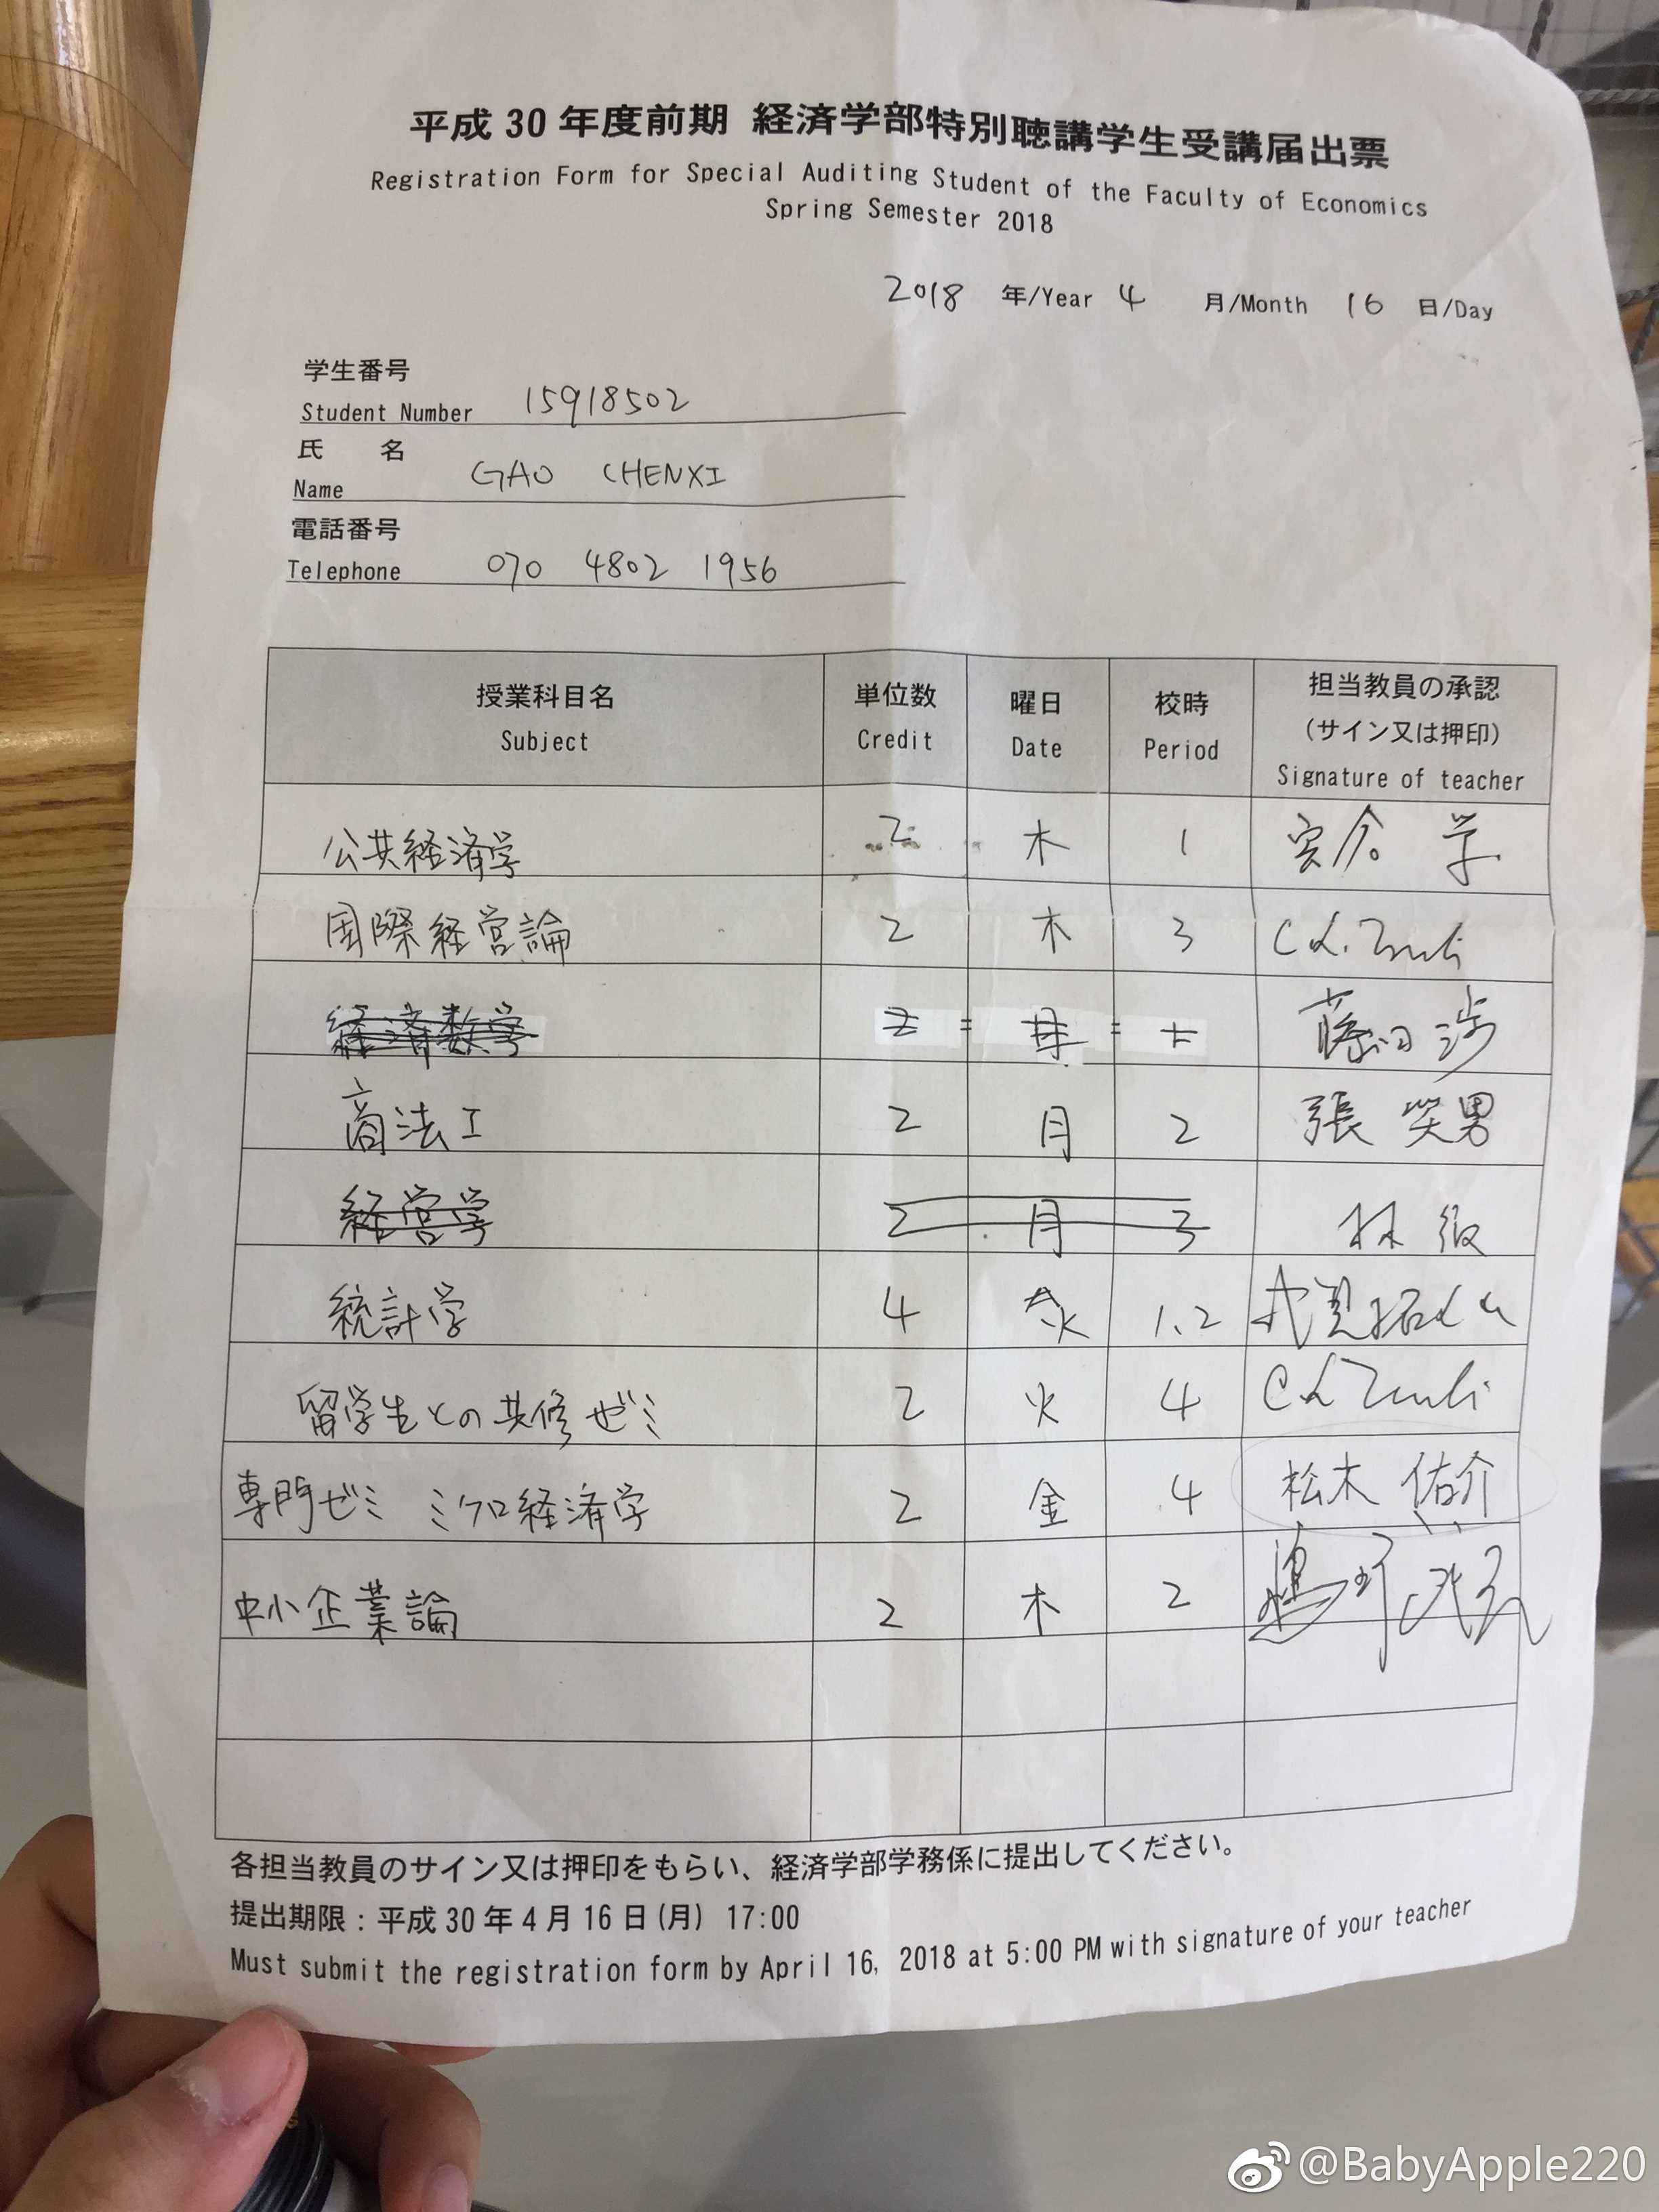 平成 30 年度前期 経済学部特別聴講学生受講届出票
Registration Form for Special Auditing Student of the Faculty of Economics
Spring Semester 2018
2018 年/Year 4 月/Month 16 日/Day
学生番号
Student Number 15918502
氏 名
Name GAO CHENXI
電話番号
Telephone 070 4802 1956
授業科目名 単位数 曜日 校時 担当教員の承認
(サイン又は押印)
Subject Credit Date Period Signature of teacher
公共経済学 2 木 1
国際経営論 2 木 3
経済数学 藤田 渉
商法I 2 月 2 張 笑男
経営学 2 月 3 林
統計学 4 火 1、2
留学生との共修ゼミ 2 火 4
専門ゼミ ミクロ経済学 2 金 4 松木 佑介
中小企業論 2 木 2
各担当教員のサイン又は押印をもらい、経済学部学務係に提出してください。
提出期限：平成 30 年 4 月 16 日(月) 17:00
Must submit the registration form by April 16, 2018 at 5:00 PM with signature of your teacher
@BabyApple220